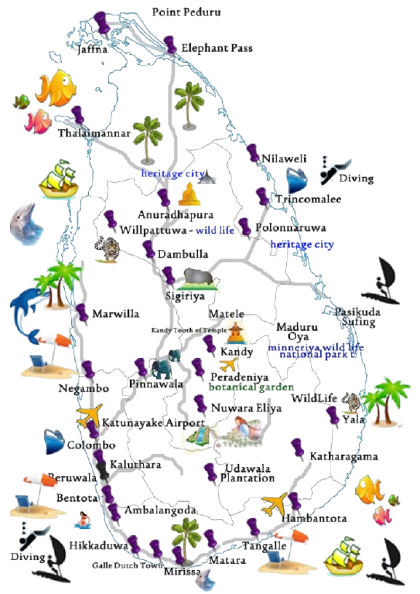 Point Peduru
Jaffna
Elephant Pass
Thalaimannar
Nilaweli
Diving
heritage city
Trincomalee
Anuradhapura
Willpattuwa - wild life
Polonnaruwa
heritage city
Dambulla
Sigiriya
Marwilla
Matele
Pasikuda
Sufing
Kandy Tooth of Temple
Maduru
Oya
Kandy
minneriya wild life
national park t
Pinnawala
Peradeniya
botanical garden
Negambo
Nuwara Eliya
WildLife
Yala
Katunayake Airport
Colombo
Katharagama
Kaluthara
Beruwala
Udawala
Plantation
Bentota
Ambalangoda
Hambantota
Diving
Hikkaduwa
Tangalle
Galle Dutch Town
Matara
Mirissa